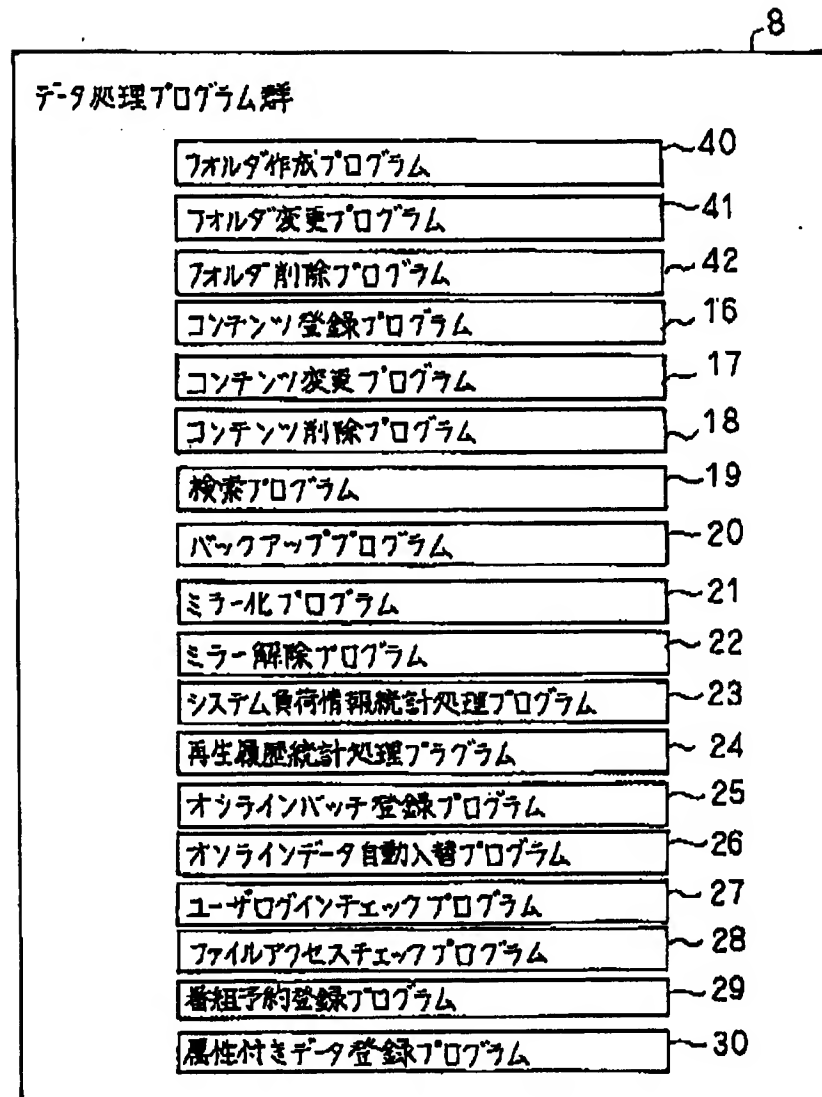 8
データ処理プログラム群
フォルダ作成プログラム 40
フォルダ変更プログラム 41
フォルダ削除プログラム 42
コンテンツ登録プログラム 16
コンテンツ変更プログラム 17
コンテンツ削除プログラム 18
検索プログラム 19
バックアッププログラム 20
ミラー化プログラム 21
ミラー解除プログラム 22
システム負荷情報統計処理プログラム 23
再生履歴統計処理プラグラム 24
オンラインバッチ登録プログラム 25
オンラインデータ自動入替プログラム 26
ユーザログインチェックプログラム 27
ファイルアクセスチェックプログラム 28
番組予約登録プログラム 29
属性付きデータ登録プログラム 30